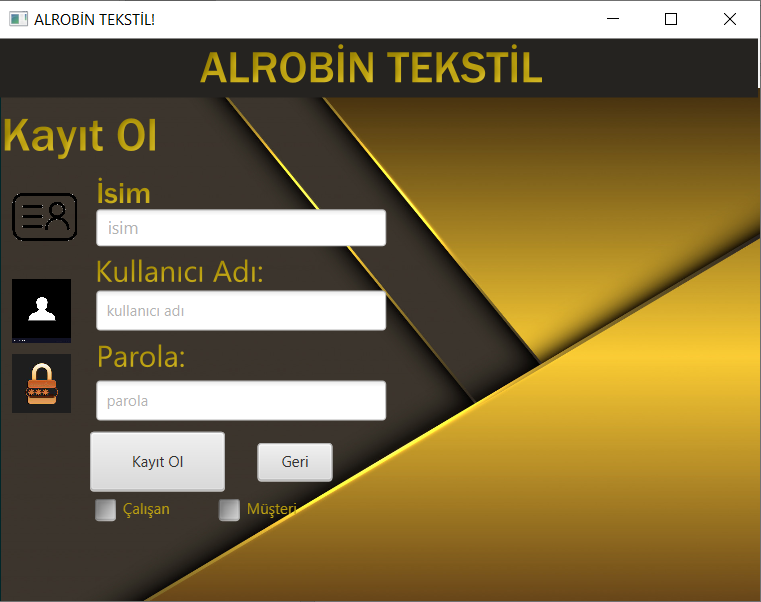 ALROBİN TEKSTİL!
ALROBİN TEKSTİL
Kayıt Ol
İsim
isim
Kullanıcı Adı:
kullanıcı adı
Parola:
parola
Kayıt Ol Geri
Çalışan Müşteri